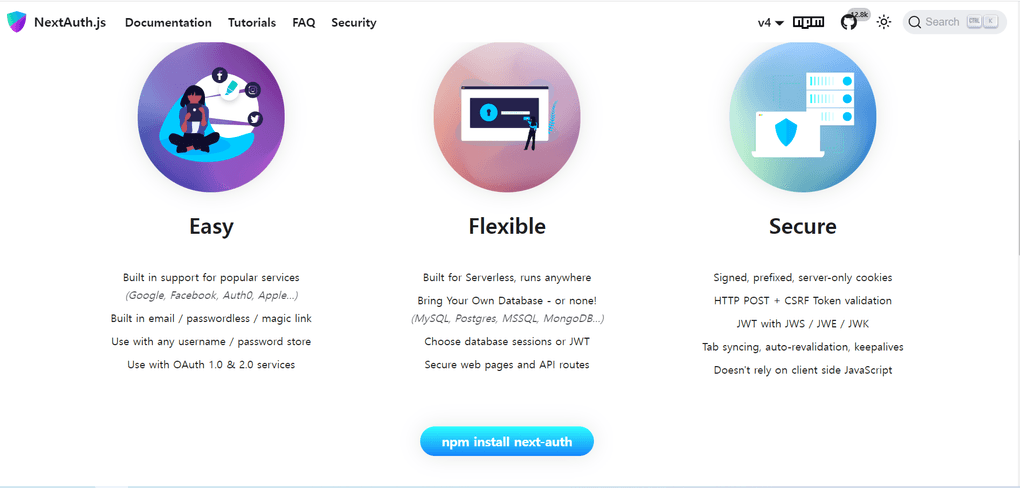 NextAuth.js Documentation Tutorials FAQ Security v4 npm 12.8k Search CTRL K
Easy
Built in support for popular services
(Google, Facebook, Auth0, Apple...)
Built in email / passwordless / magic link
Use with any username / password store
Use with OAuth 1.0 & 2.0 services
Flexible
Built for Serverless, runs anywhere
Bring Your Own Database - or none!
(MySQL, Postgres, MSSQL, MongoDB...)
Choose database sessions or JWT
Secure web pages and API routes
Secure
Signed, prefixed, server-only cookies
HTTP POST + CSRF Token validation
JWT with JWS / JWE / JWK
Tab syncing, auto-revalidation, keepalives
Doesn't rely on client side JavaScript
npm install next-auth